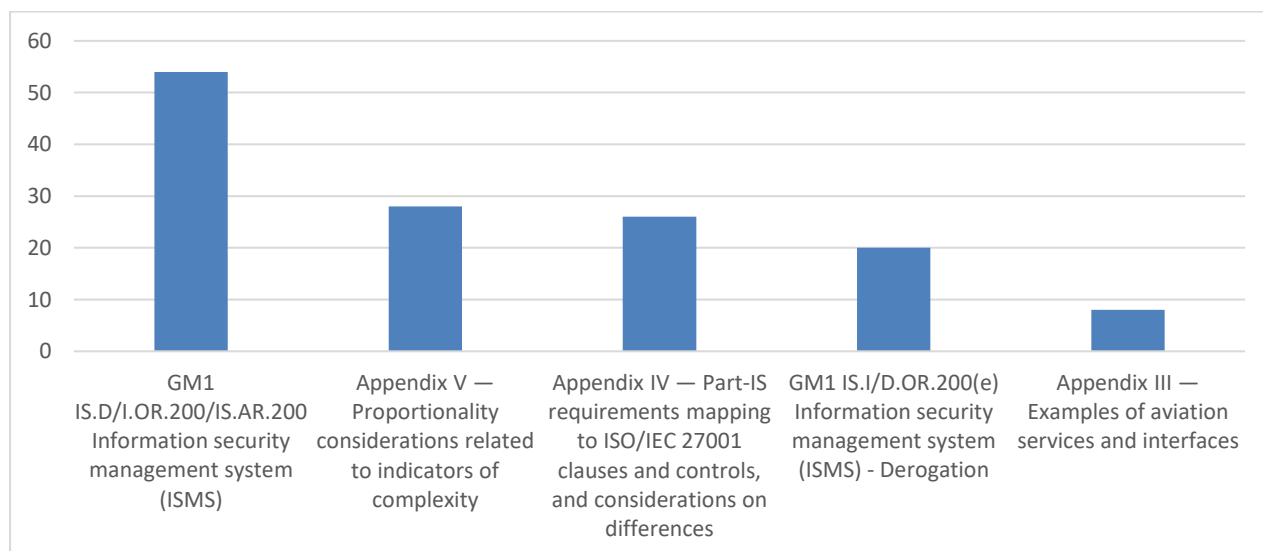 60
50
40
30
20
10
0
GM1
IS.D/I.OR.200/IS.AR.200
Information security
management system
(ISMS)
Appendix V —
Proportionality
considerations related
to indicators of
complexity
Appendix IV — Part-IS
requirements mapping
to ISO/IEC 27001
clauses and controls,
and considerations on
differences
GM1 IS.I/D.OR.200(e)
Information security
management system
(ISMS) - Derogation
Appendix III —
Examples of aviation
services and interfaces